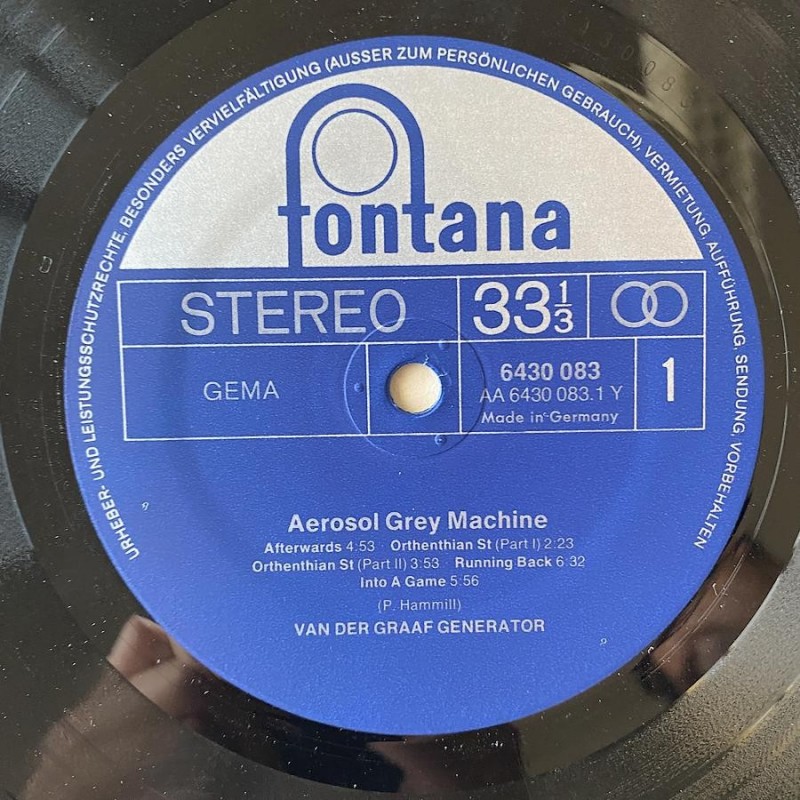 URHEBER- UND LEISTUNGSSCHUTZRECHTE, BESONDERS VERVIELFÄLTIGUNG (AUSSER ZUM PERSÖNLICHEN GEBRAUCH), VERMIETUNG, AUFFÜHRUNG, SENDUNG, VORBEHALTEN
fontana
STEREO 33 1/3
GEMA 6430 083 1
AA 6430 083.1 Y
Made in Germany
Aerosol Grey Machine
Afterwards 4:53 Orthenthian St (Part I) 2:23
Orthenthian St (Part II) 3:53 Running Back 6:32
Into A Game 5:56
(P. Hammill)
VAN DER GRAAF GENERATOR